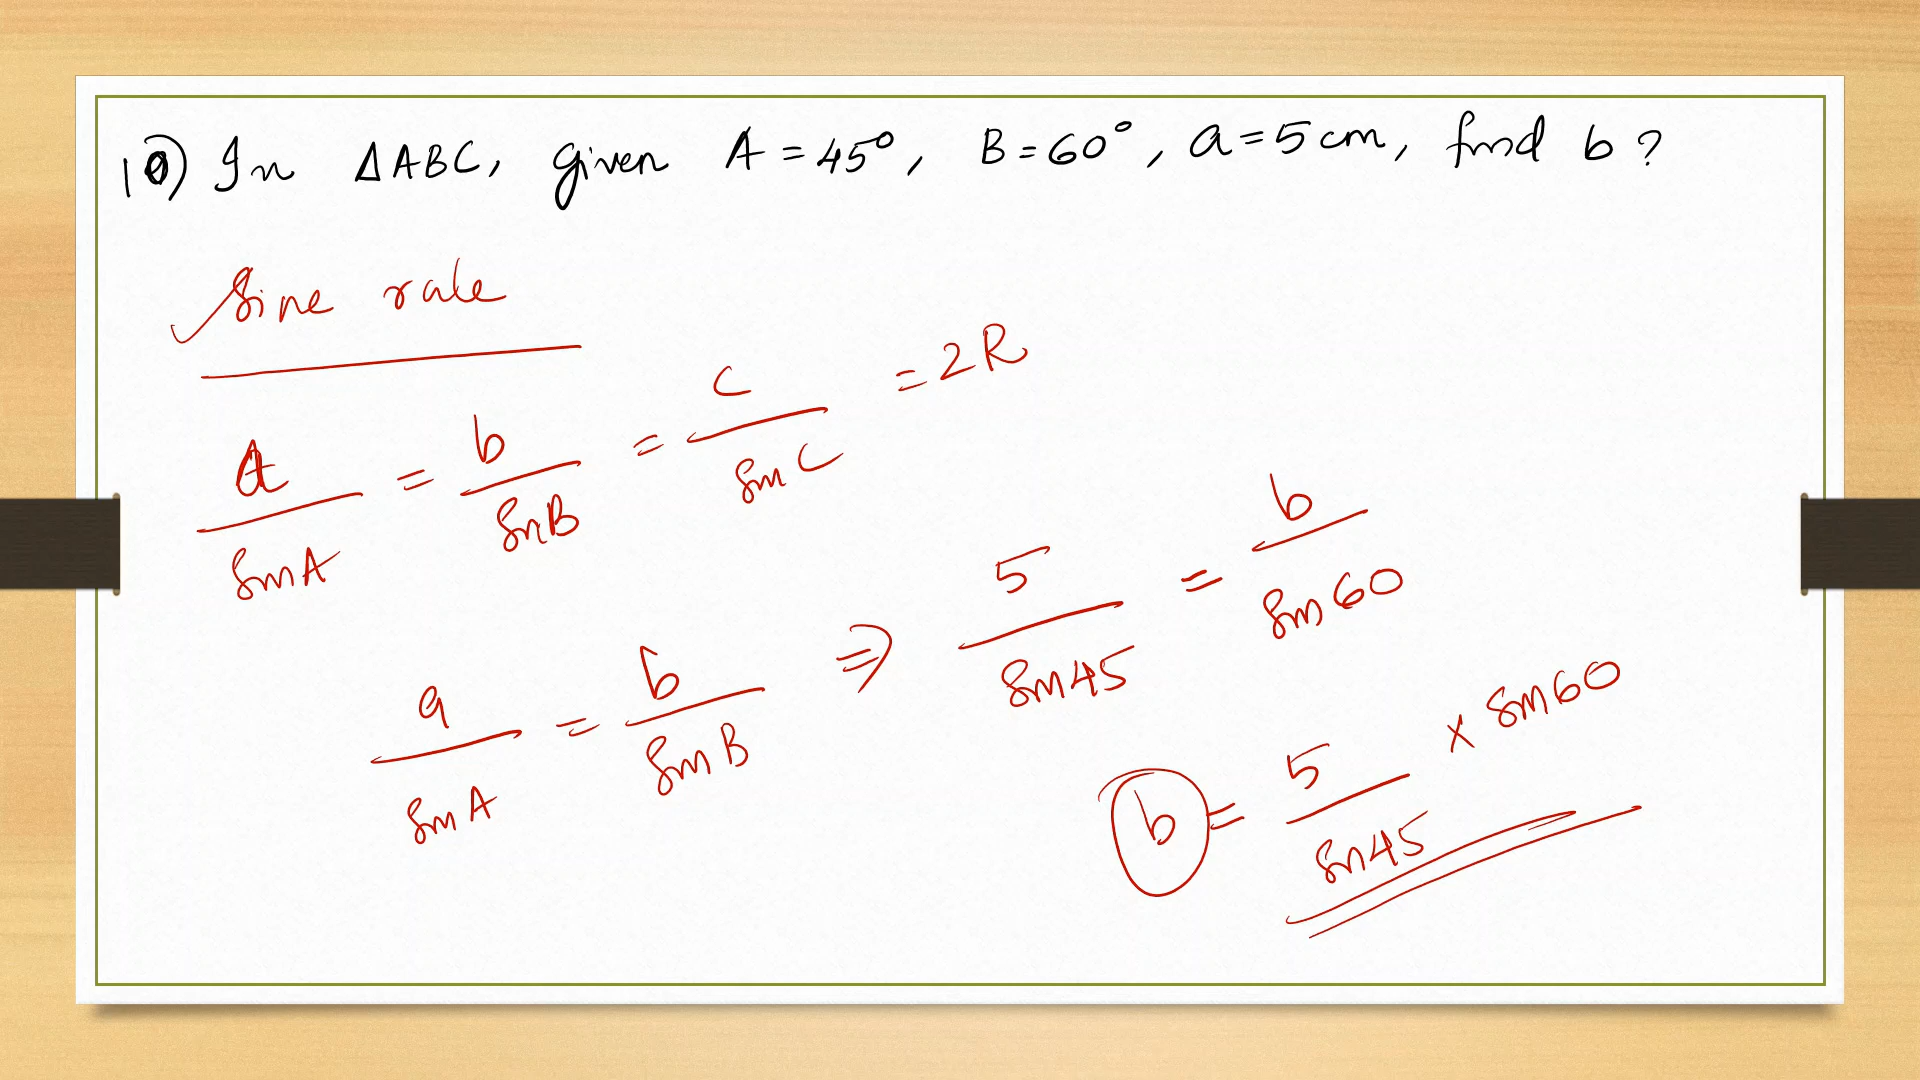 10) In ΔABC, given A = 45°, B = 60°, a = 5 cm, find b ?
Sine rule
a/sinA = b/sinB = c/sinC = 2R
a/sinA = b/sinB ⇒ 5/sin45 = b/sin60
b = 5/sin45 × sin60